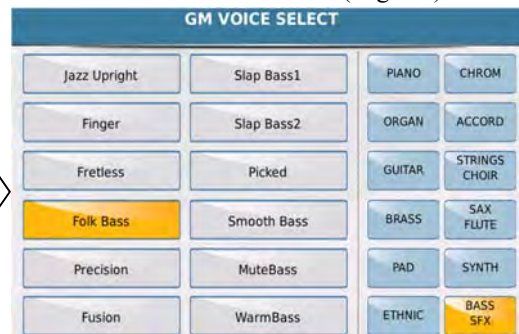 GM VOICE SELECT
Jazz Upright
Slap Bass1
PIANO
CHROM
Finger
Slap Bass2
ORGAN
ACCORD
Fretless
Picked
GUITAR
STRINGS
CHOIR
Folk Bass
Smooth Bass
BRASS
SAX
FLUTE
Precision
MuteBass
PAD
SYNTH
Fusion
WarmBass
ETHNIC
BASS
SFX